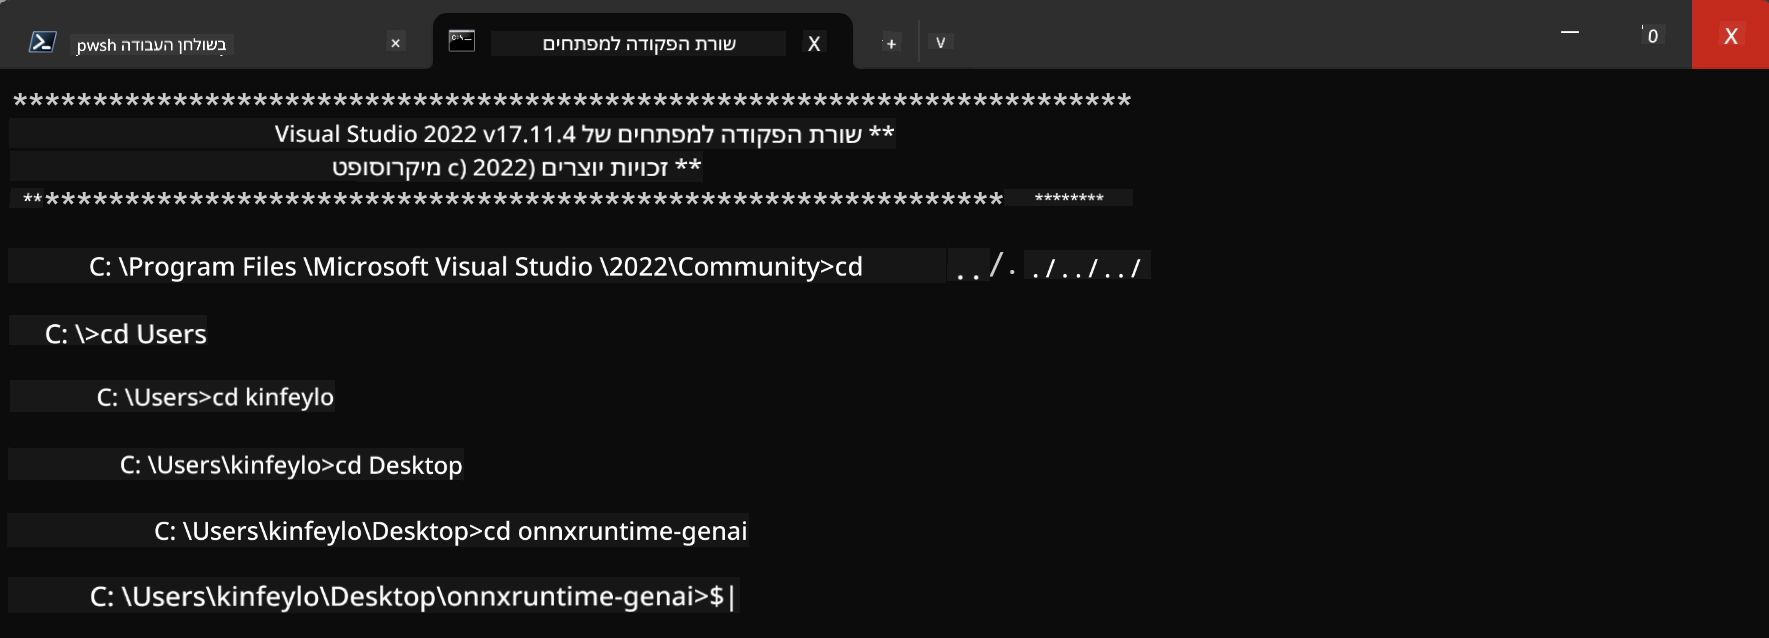 pwsh בשולחן העבודה x שורת הפקודה למפתחים X + v — 0 X
**********************************************************************
** שורת הפקודה למפתחים של Visual Studio 2022 v17.11.4
** זכויות יוצרים (c) 2022 מיקרוסופט
**************************************************************  ********
C: \Program Files \Microsoft Visual Studio \2022\Community>cd ../. ./../../
C: \>cd Users
C: \Users>cd kinfeylo
C: \Users\kinfeylo>cd Desktop
C: \Users\kinfeylo\Desktop>cd onnxruntime-genai
C: \Users\kinfeylo\Desktop\onnxruntime-genai>$|